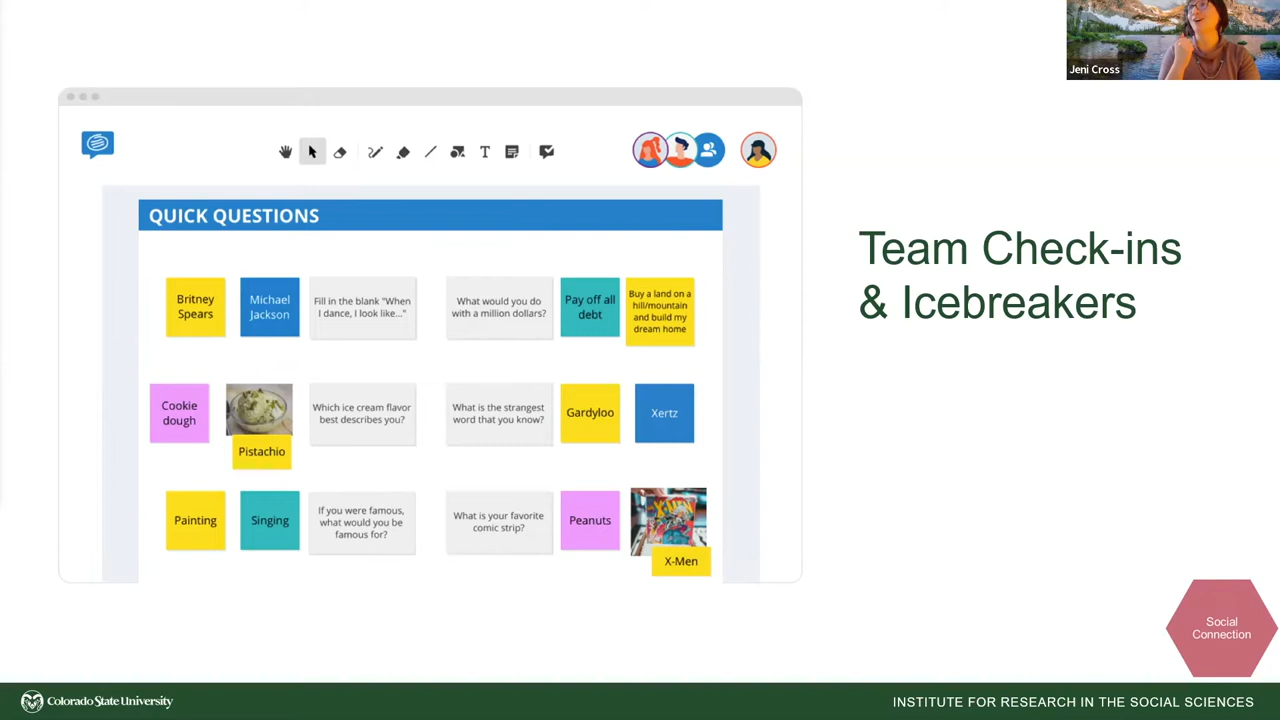 Jeni Cross
T
QUICK QUESTIONS
Britney
Spears
Michael
Jackson
Fill in the blank "When
I dance, I look like..."
What would you do
with a million dollars?
Pay off all
debt
Buy a land on a
hill/mountain
and build my
dream home
Cookie
dough
Pistachio
Which ice cream flavor
best describes you?
What is the strangest
word that you know?
Gardyloo
Xertz
Painting
Singing
If you were famous,
what would you be
famous for?
What is your favorite
comic strip?
Peanuts
X-MEN
X-Men
Team Check-ins
& Icebreakers
Social
Connection
Colorado State University
INSTITUTE FOR RESEARCH IN THE SOCIAL SCIENCES